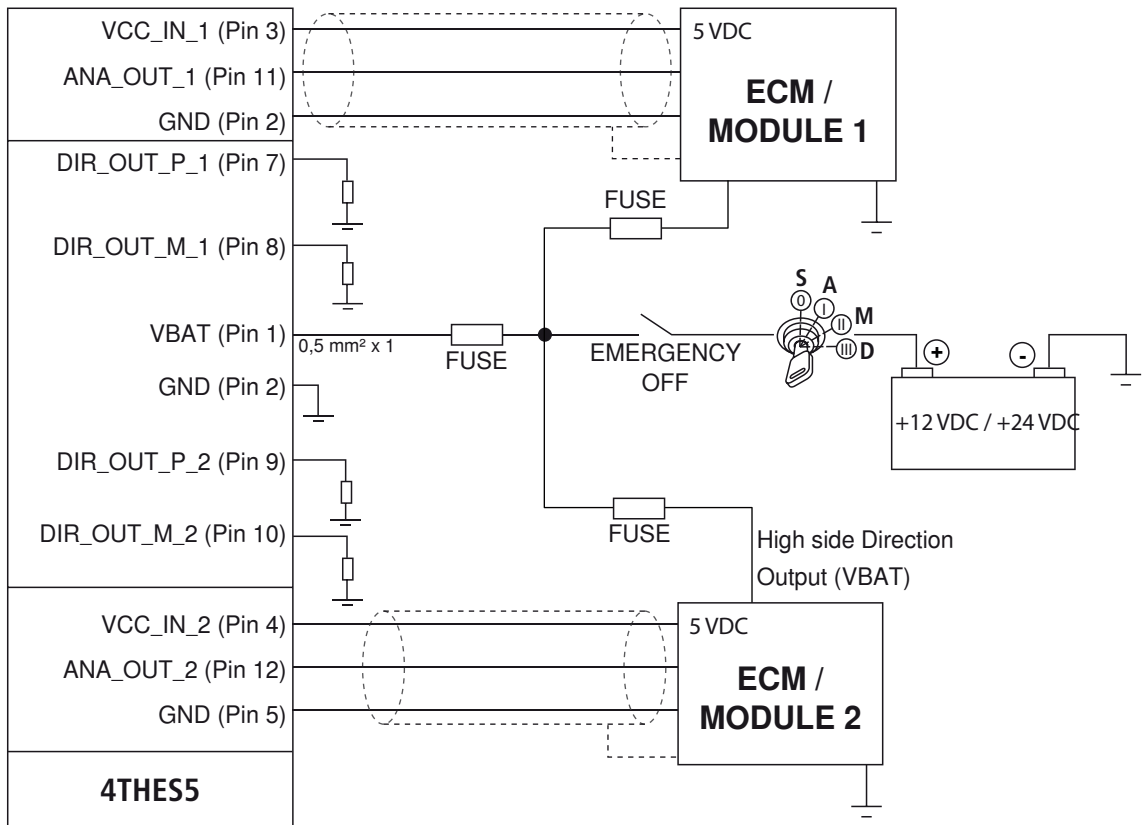 VCC_IN_1 (Pin 3)
ANA_OUT_1 (Pin 11)
GND (Pin 2)
DIR_OUT_P_1 (Pin 7)
DIR_OUT_M_1 (Pin 8)
VBAT (Pin 1)
GND (Pin 2)
DIR_OUT_P_2 (Pin 9)
DIR_OUT_M_2 (Pin 10)
VCC_IN_2 (Pin 4)
ANA_OUT_2 (Pin 12)
GND (Pin 5)
4THES5
0,5 mm² x 1
FUSE
5 VDC
ECM /
MODULE 1
FUSE
EMERGENCY
OFF
S
A
M
D
0
I
II
III
+
-
+12 VDC / +24 VDC
FUSE
High side Direction
Output (VBAT)
5 VDC
ECM /
MODULE 2